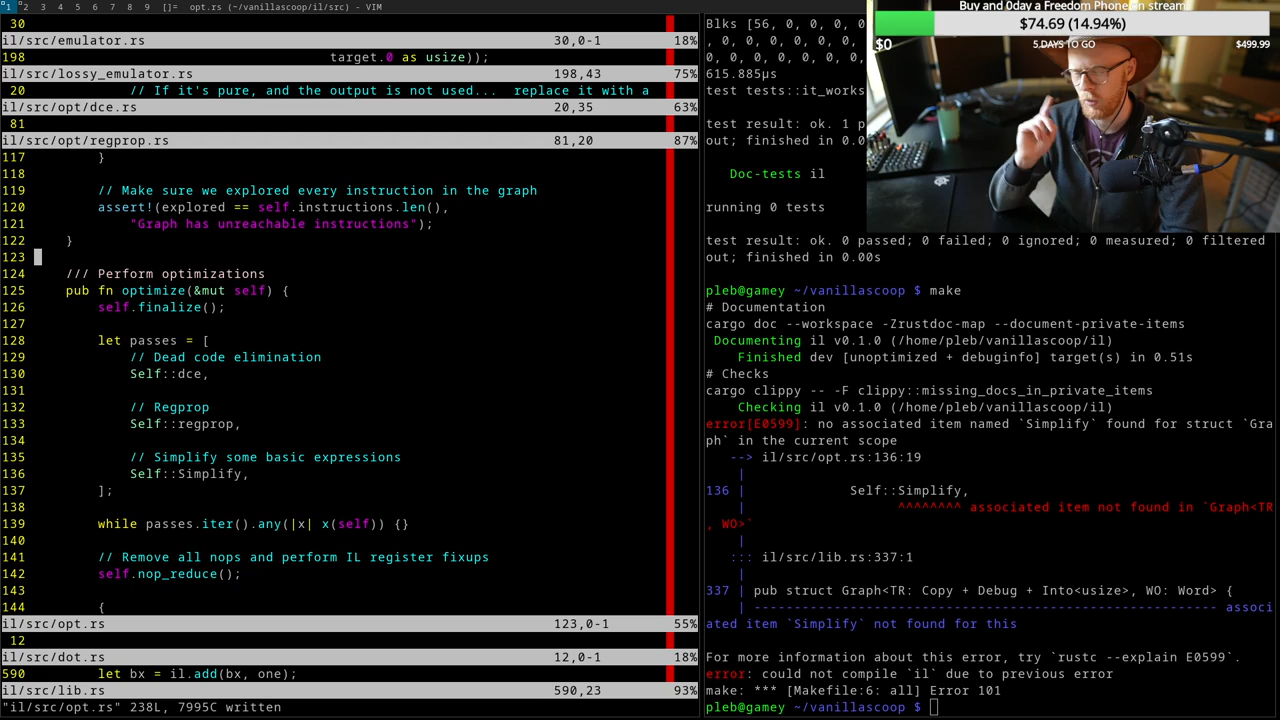 1 2 3 4 5 6 7 8 9 []= opt.rs (~/vanillascoop/il/src) - VIM
30
il/src/emulator.rs 30,0-1 18%
198 target.0 as usize));
il/src/lossy_emulator.rs 198,43 75%
20 // If it's pure, and the output is not used... replace it with a
il/src/opt/dce.rs 20,35 63%
81
il/src/opt/regprop.rs 81,20 87%
117 }
118
119 // Make sure we explored every instruction in the graph
120 assert!(explored == self.instructions.len(),
121 "Graph has unreachable instructions");
122 }
123
124 /// Perform optimizations
125 pub fn optimize(&mut self) {
126 self.finalize();
127
128 let passes = [
129 // Dead code elimination
130 Self::dce,
131
132 // Regprop
133 Self::regprop,
134
135 // Simplify some basic expressions
136 Self::Simplify,
137 ];
138
139 while passes.iter().any(|x| x(self)) {}
140
141 // Remove all nops and perform IL register fixups
142 self.nop_reduce();
143
144 {
il/src/opt.rs 123,0-1 55%
12
il/src/dot.rs 12,0-1 18%
590 let bx = il.add(bx, one);
il/src/lib.rs 590,23 93%
"il/src/opt.rs" 238L, 7995C written
Blks [56, 0, 0, 0, 0
, 0, 0, 0, 0, 0, 0,
0, 0, 0, 0, 0, 0, 0,
615.885µs
test tests::it_works
test result: ok. 1 p
out; finished in 0.0
Doc-tests il
running 0 tests
test result: ok. 0 passed; 0 failed; 0 ignored; 0 measured; 0 filtered
out; finished in 0.00s
pleb@gamey ~/vanillascoop $ make
# Documentation
cargo doc --workspace -Zrustdoc-map --document-private-items
Documenting il v0.1.0 (/home/pleb/vanillascoop/il)
Finished dev [unoptimized + debuginfo] target(s) in 0.51s
# Checks
cargo clippy -- -F clippy::missing_docs_in_private_items
Checking il v0.1.0 (/home/pleb/vanillascoop/il)
error[E0599]: no associated item named `Simplify` found for struct `Gra
ph` in the current scope
--> il/src/opt.rs:136:19
|
136 | Self::Simplify,
| ^^^^^^^^ associated item not found in `Graph<TR
, WO>`
|
::: il/src/lib.rs:337:1
|
337 | pub struct Graph<TR: Copy + Debug + Into<usize>, WO: Word> {
| ---------------------------------------------------------- associ
ated item `Simplify` not found for this
For more information about this error, try `rustc --explain E0599`.
error: could not compile `il` due to previous error
make: *** [Makefile:6: all] Error 101
pleb@gamey ~/vanillascoop $
Buy and 0day a Freedom Phone in stream
$74.69 (14.94%)
$0 5 DAYS TO GO $499.99